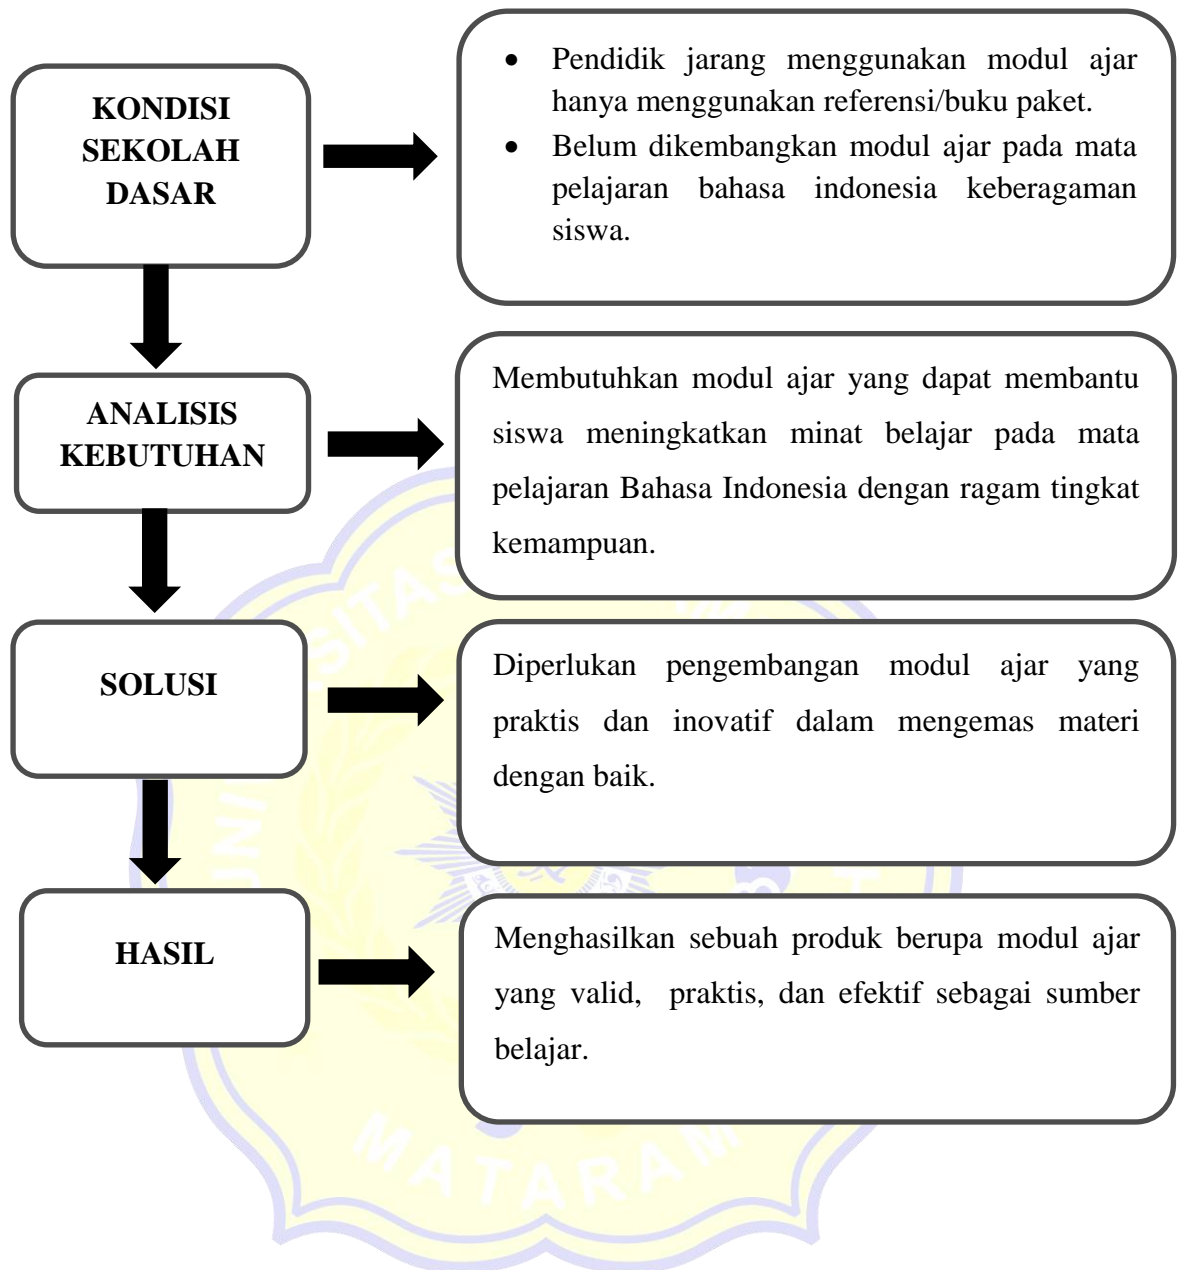 KONDISI
SEKOLAH
DASAR
• Pendidik jarang menggunakan modul ajar
hanya menggunakan referensi/buku paket.
• Belum dikembangkan modul ajar pada mata
pelajaran bahasa indonesia keberagaman
siswa.
ANALISIS
KEBUTUHAN
Membutuhkan modul ajar yang dapat membantu
siswa meningkatkan minat belajar pada mata
pelajaran Bahasa Indonesia dengan ragam tingkat
kemampuan.
SOLUSI
Diperlukan pengembangan modul ajar yang
praktis dan inovatif dalam mengemas materi
dengan baik.
HASIL
Menghasilkan sebuah produk berupa modul ajar
yang valid, praktis, dan efektif sebagai sumber
belajar.
MATARAM